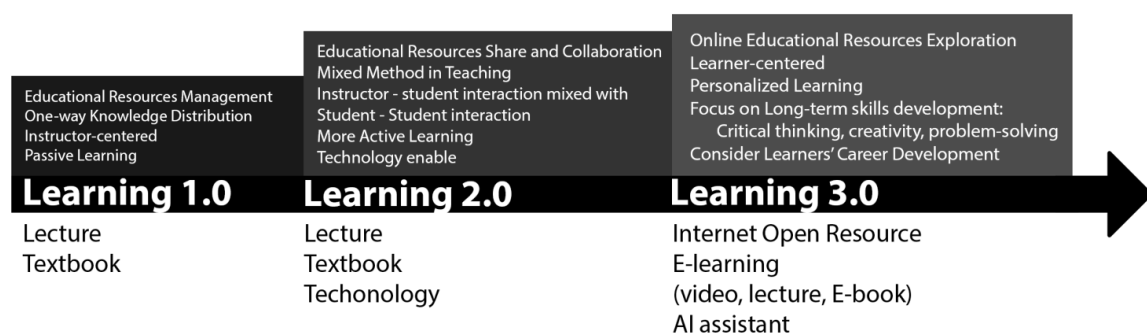 Educational Resources Management
One-way Knowledge Distribution
Instructor-centered
Passive Learning
Learning 1.0
Lecture
Textbook
Educational Resources Share and Collaboration
Mixed Method in Teaching
Instructor - student interaction mixed with
Student - Student interaction
More Active Learning
Technology enable
Learning 2.0
Lecture
Textbook
Techonology
Online Educational Resources Exploration
Learner-centered
Personalized Learning
Focus on Long-term skills development:
Critical thinking, creativity, problem-solving
Consider Learners' Career Development
Learning 3.0
Internet Open Resource
E-learning
(video, lecture, E-book)
AI assistant